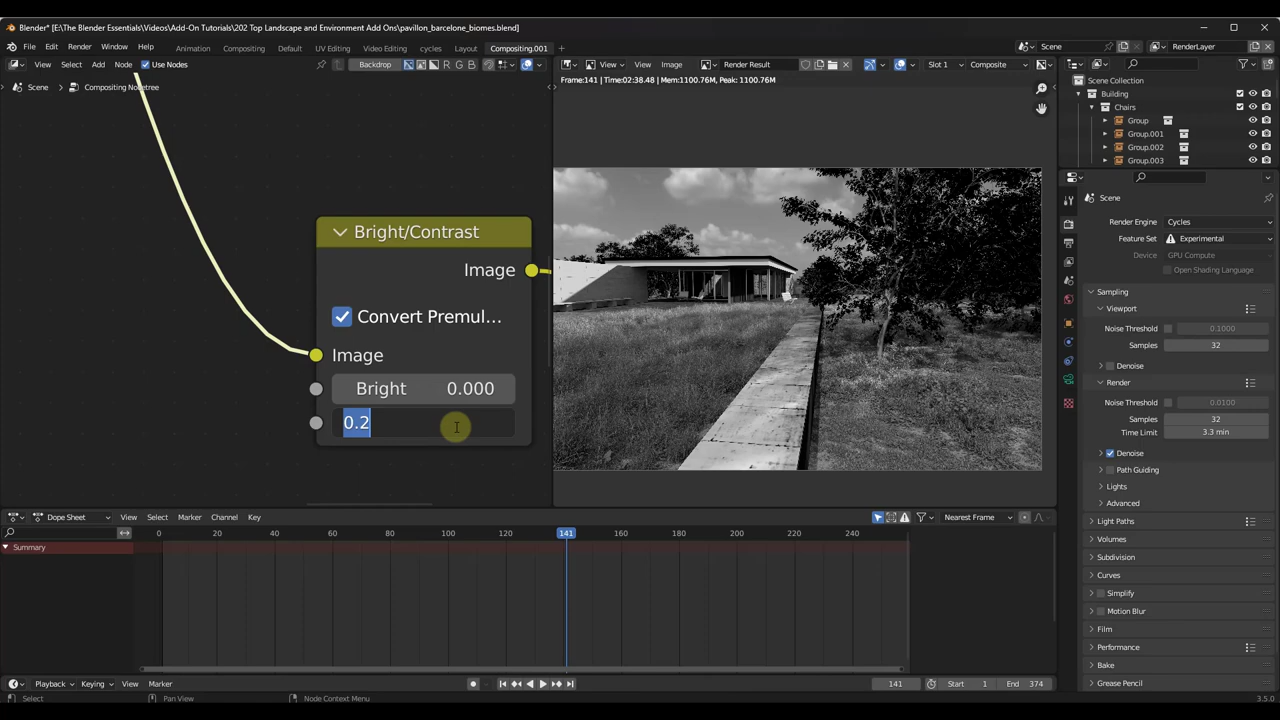 Blender* [E:\The Blender Essentials\Videos\Add-On Tutorials\202 Top Landscape and Environment Add Ons\pavillon_barcelone_biomes.blend]
File Edit Render Window Help Animation Compositing Default UV Editing Video Editing cycles Layout Compositing.001 Scene RenderLayer
View Select Add Node Use Nodes Backdrop R G B View View Image Render Result Slot 1 Composite
Scene Compositing Nodetree
Frame:141 | Time:02:38.48 | Mem:1100.76M, Peak: 1100.76M
Scene Collection
Building
Chairs
Group
Group.001
Group.002
Group.003
Bright/Contrast
Image
Convert Premul...
Image
Bright 0.000
0.2
Scene
Render Engine Cycles
Feature Set Experimental
Device GPU Compute
Open Shading Language
Sampling
Viewport
Noise Threshold 0.1000
Samples 32
Denoise
Render
Noise Threshold 0.0100
Samples 32
Time Limit 3.3 min
Denoise
Path Guiding
Lights
Advanced
Light Paths
Volumes
Subdivision
Curves
Simplify
Motion Blur
Film
Performance
Bake
Grease Pencil
Dope Sheet View Select Marker Channel Key Nearest Frame
0 20 40 60 80 100 120 141 160 180 200 220 240
Summary
Playback Keying View Marker 141 Start 1 End 374
Select Pan View Node Context Menu 3.5.0